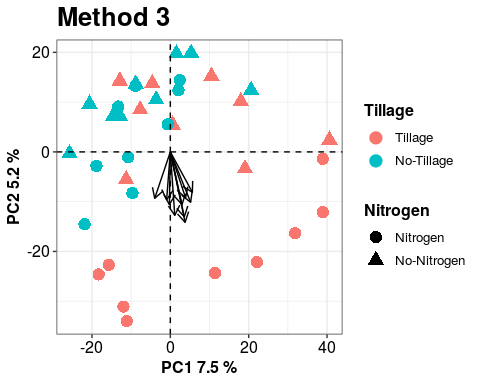 Method 3
20
0
-20
PC2 5.2 %
-20 0 20 40
PC1 7.5 %
Tillage
Tillage
No-Tillage
Nitrogen
Nitrogen
No-Nitrogen